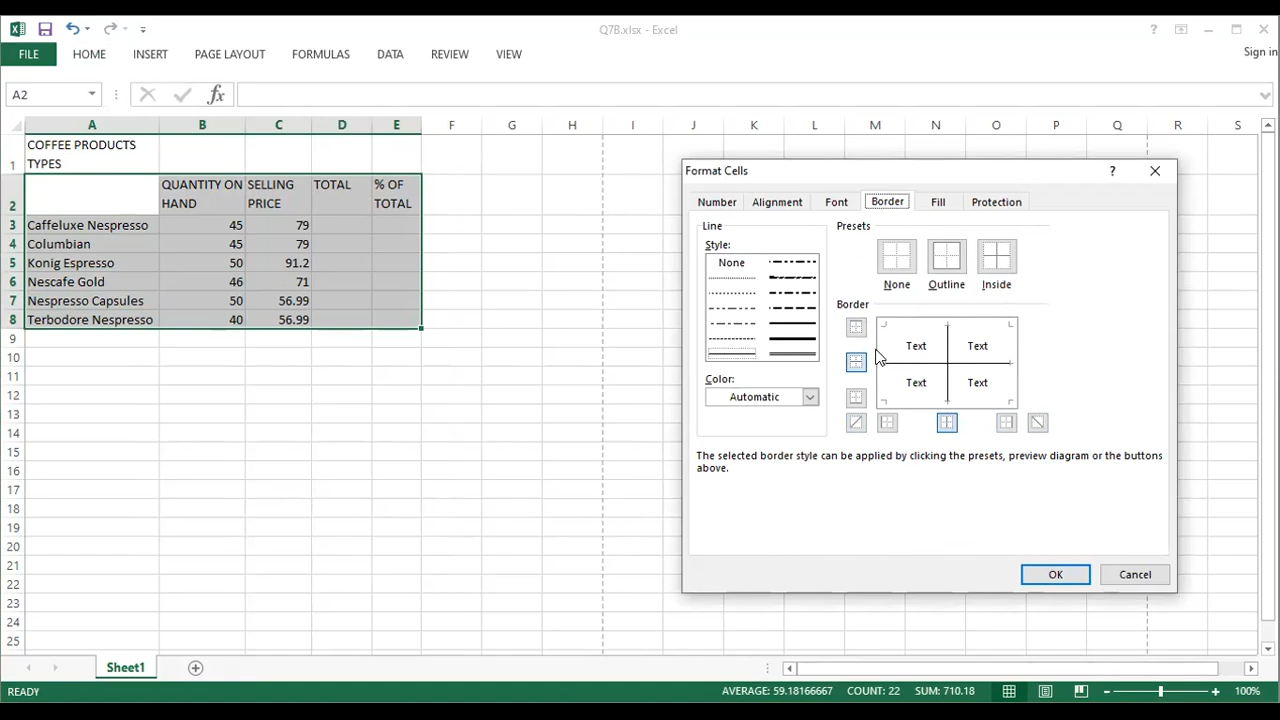 Q7B.xlsx - Excel
Sign in
FILE HOME INSERT PAGE LAYOUT FORMULAS DATA REVIEW VIEW
A2 fx
A B C D E F G H I J K L M N O P Q R S
1 COFFEE PRODUCTS
TYPES
2 QUANTITY ON SELLING TOTAL % OF
HAND PRICE TOTAL
3 Caffeluxe Nespresso 45 79
4 Columbian 45 79
5 Konig Espresso 50 91.2
6 Nescafe Gold 46 71
7 Nespresso Capsules 50 56.99
8 Terbodore Nespresso 40 56.99
9
10
11
12
13
14
15
16
17
18
19
20
21
22
23
24
25
Format Cells ?
Number Alignment Font Border Fill Protection
Line
Style:
None
Color:
Automatic
Presets
None Outline Inside
Border
Text Text
Text Text
The selected border style can be applied by clicking the presets, preview diagram or the buttons
above.
OK Cancel
Sheet1
READY AVERAGE: 59.18166667 COUNT: 22 SUM: 710.18 100%